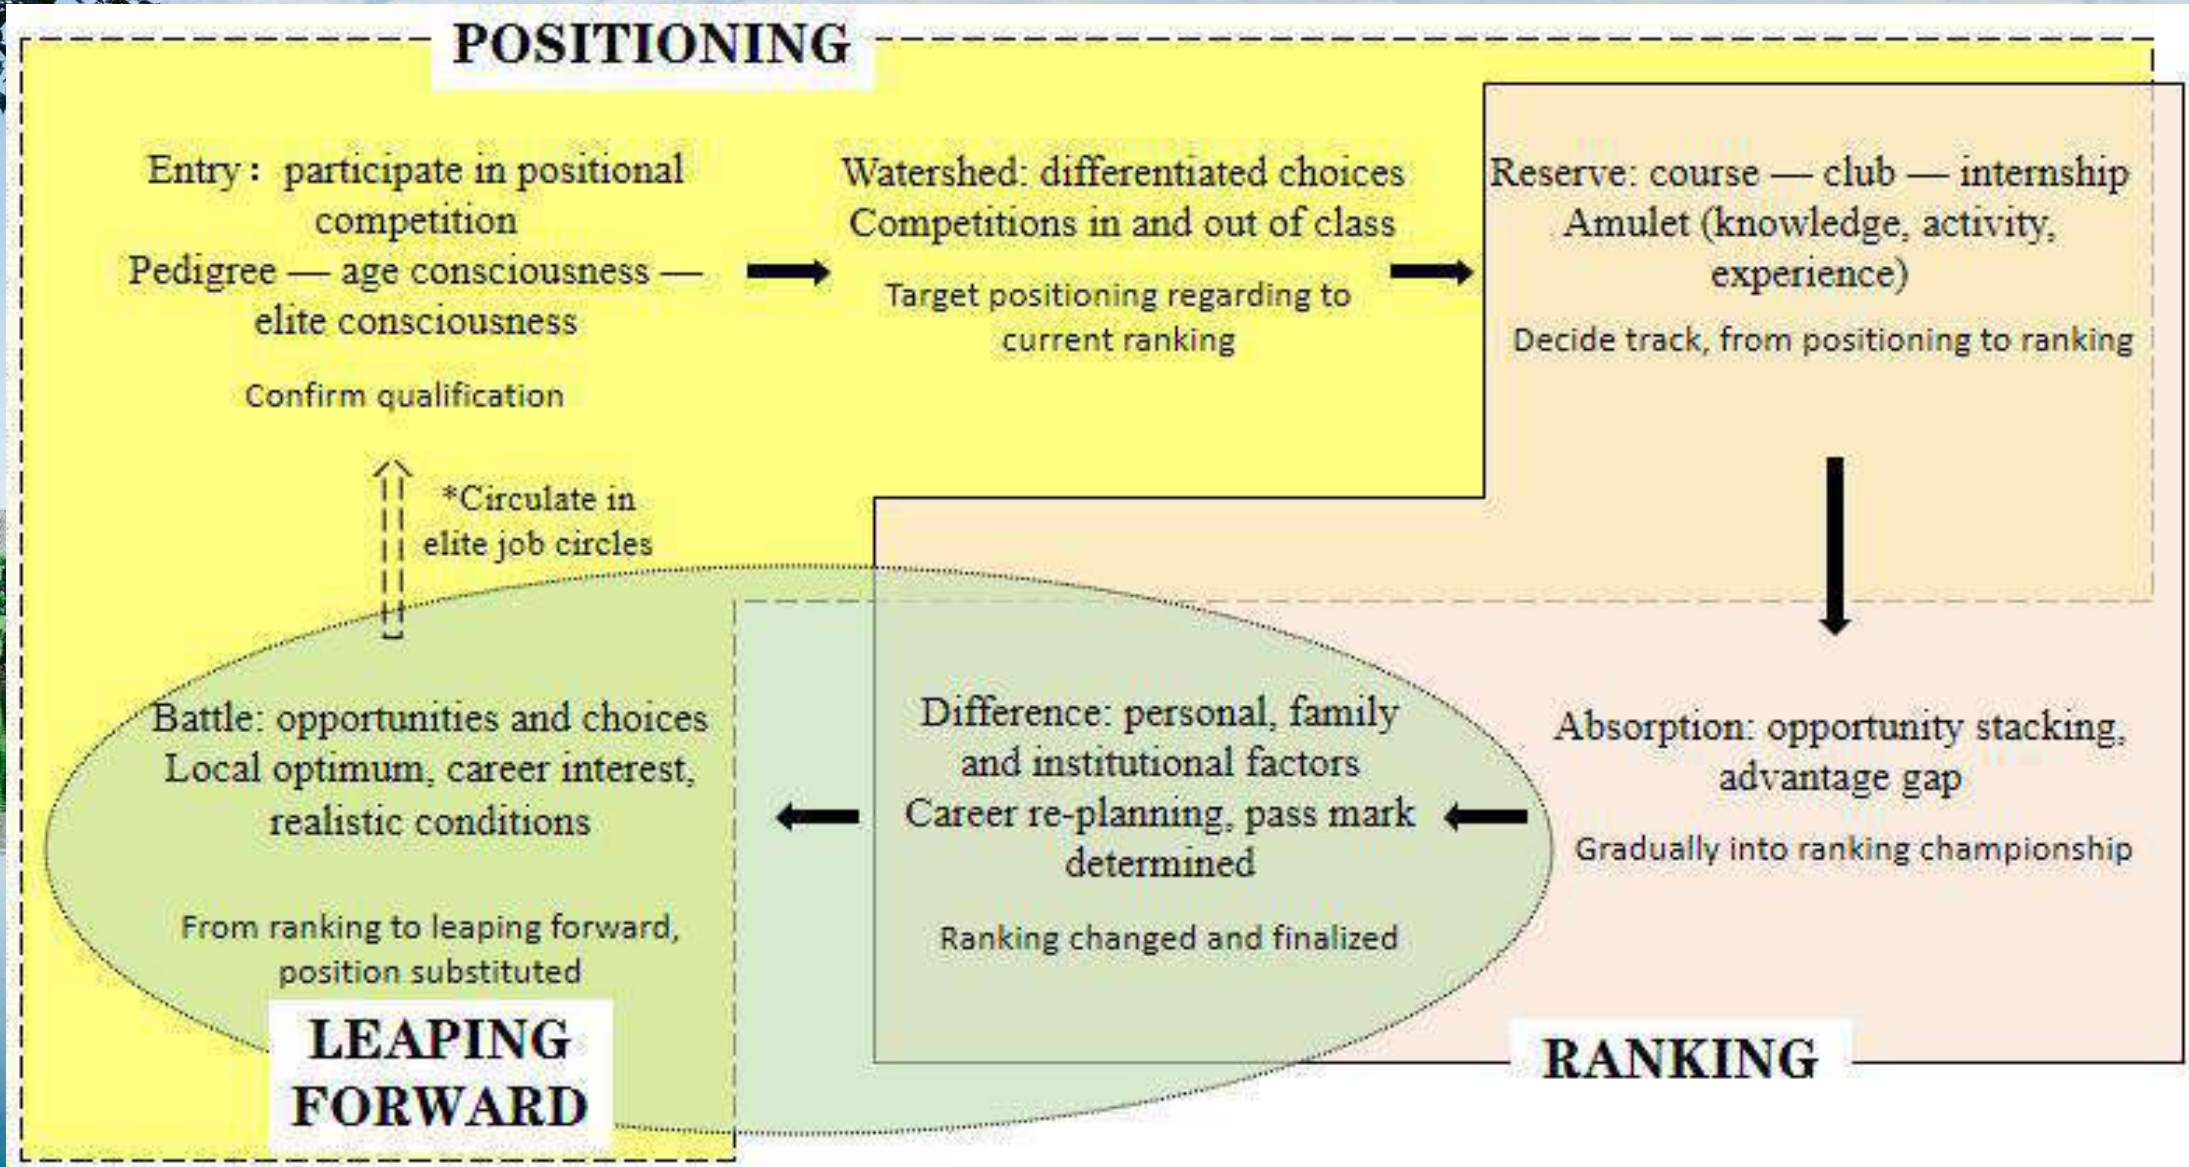 POSITIONING
Entry： participate in positional
competition
Pedigree — age consciousness —
elite consciousness
Confirm qualification
Watershed: differentiated choices
Competitions in and out of class
Target positioning regarding to
current ranking
Reserve: course — club — internship
Amulet (knowledge, activity,
experience)
Decide track, from positioning to ranking
*Circulate in
elite job circles
Battle: opportunities and choices
Local optimum, career interest,
realistic conditions
From ranking to leaping forward,
position substituted
Difference: personal, family
and institutional factors
Career re-planning, pass mark
determined
Ranking changed and finalized
Absorption: opportunity stacking,
advantage gap
Gradually into ranking championship
LEAPING
FORWARD
RANKING